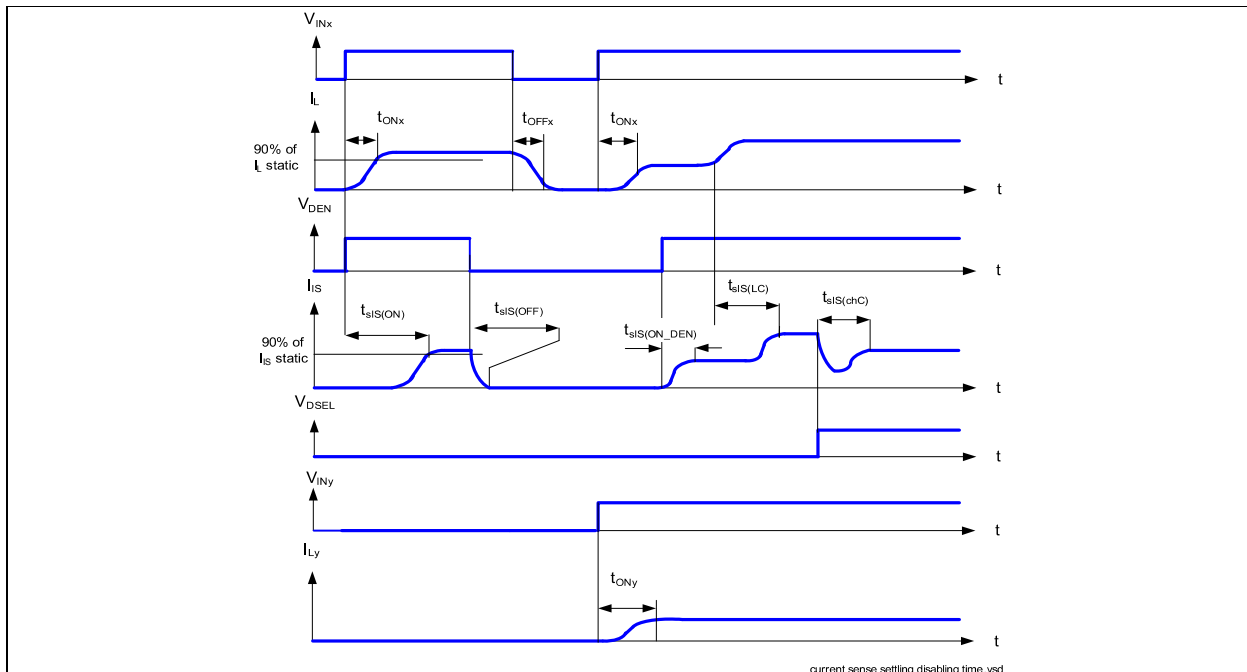 VINx
t
IL
tONx
tOFFx
tONx
90% of
IL static
t
VDEN
t
IIS
tsIS(ON)
tsIS(OFF)
tsIS(LC)
tsIS(chC)
tsIS(ON_DEN)
90% of
IIS static
t
VDSEL
t
VINy
t
ILy
tONy
t
current sense settling disabling time.vsd